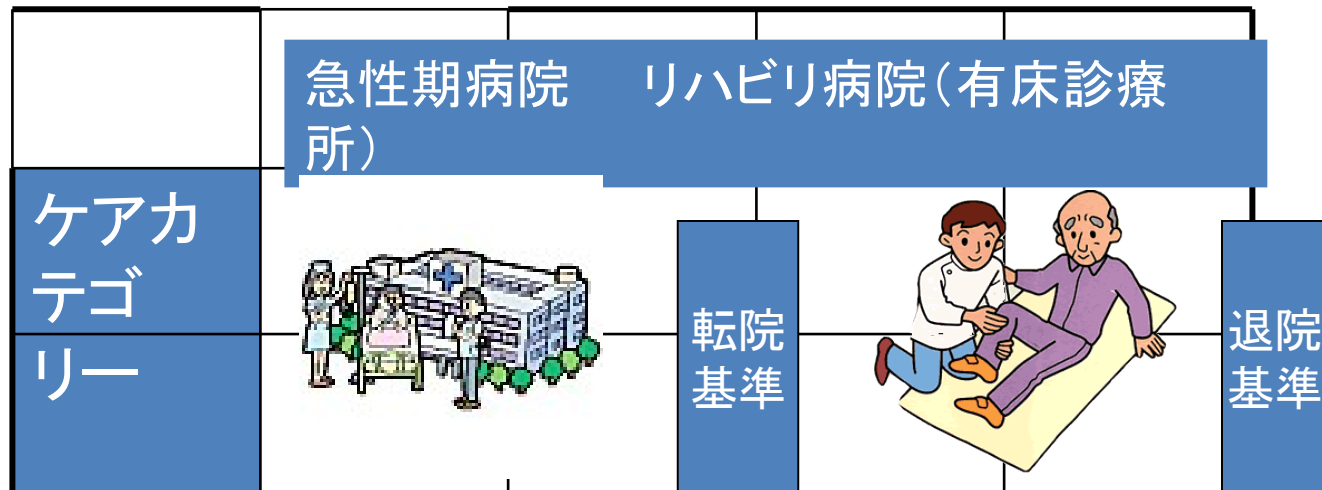 急性期病院　リハビリ病院（有床診療
所）
ケアカ
テゴ
リー
転院
基準
退院
基準